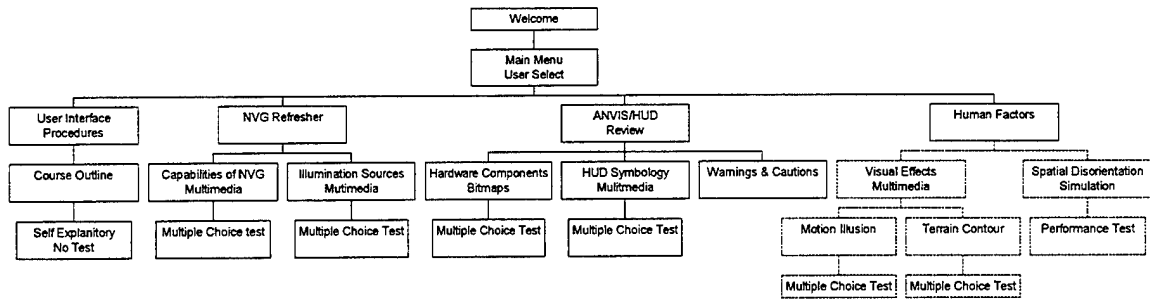 Welcome
Main Menu
User Select
User Interface
Procedures
NVG Refresher
ANVIS/HUD
Review
Human Factors
Course Outline
Capabilities of NVG
Multimedia
Illumination Sources
Mutimedia
Hardware Components
Bitmaps
HUD Symbology
Mulitmedia
Warnings & Cautions
Visual Effects
Multimedia
Spatial Disorientation
Simulation
Self Explanitory
No Test
Multiple Choice test
Multiple Choice Test
Multiple Choice Test
Multiple Choice Test
Motion Illusion
Terrain Contour
Performance Test
Multiple Choice Test
Multiple Choice Test